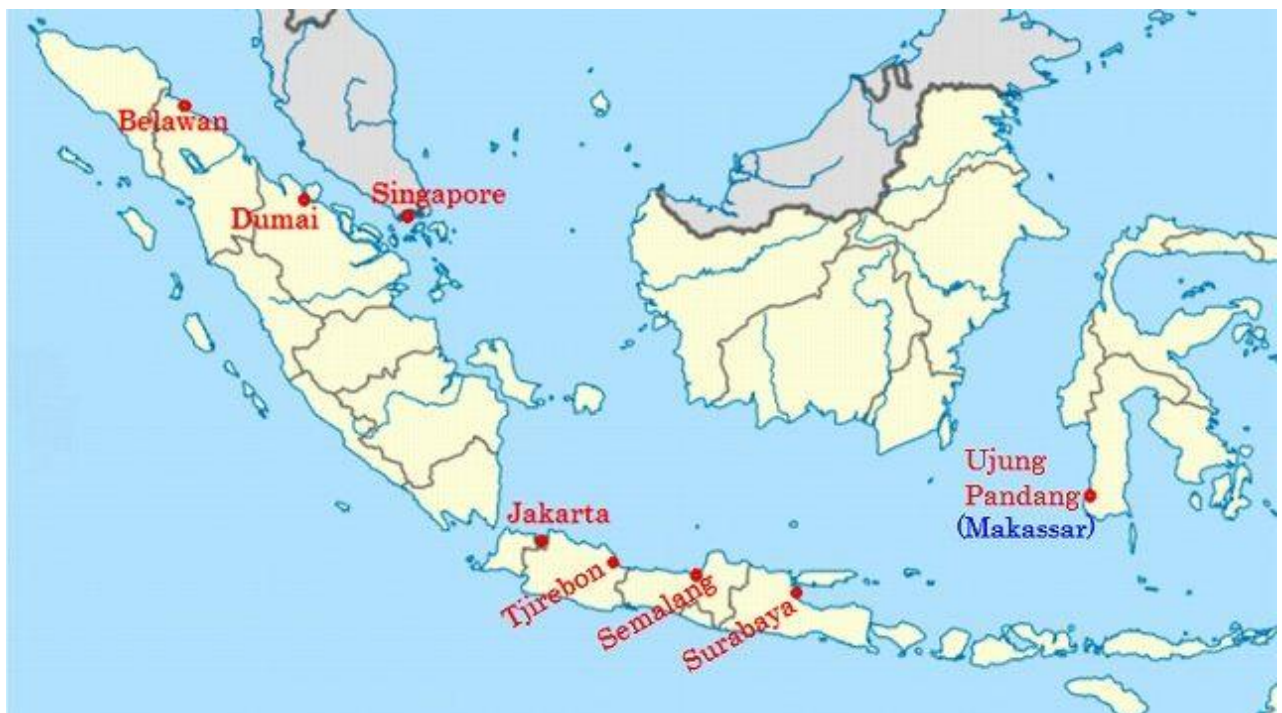 Belawan
Singapore
Dumai
Ujung
Pandang
(Makassar)
Jakarta
Tjirebon
Semalang
Surabaya